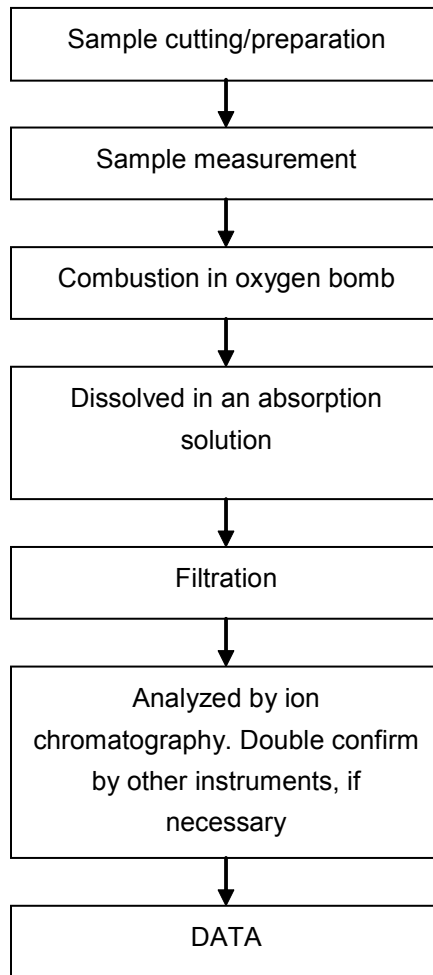 Sample cutting/preparation
Sample measurement
Combustion in oxygen bomb
Dissolved in an absorption
solution
Filtration
Analyzed by ion
chromatography. Double confirm
by other instruments, if
necessary
DATA